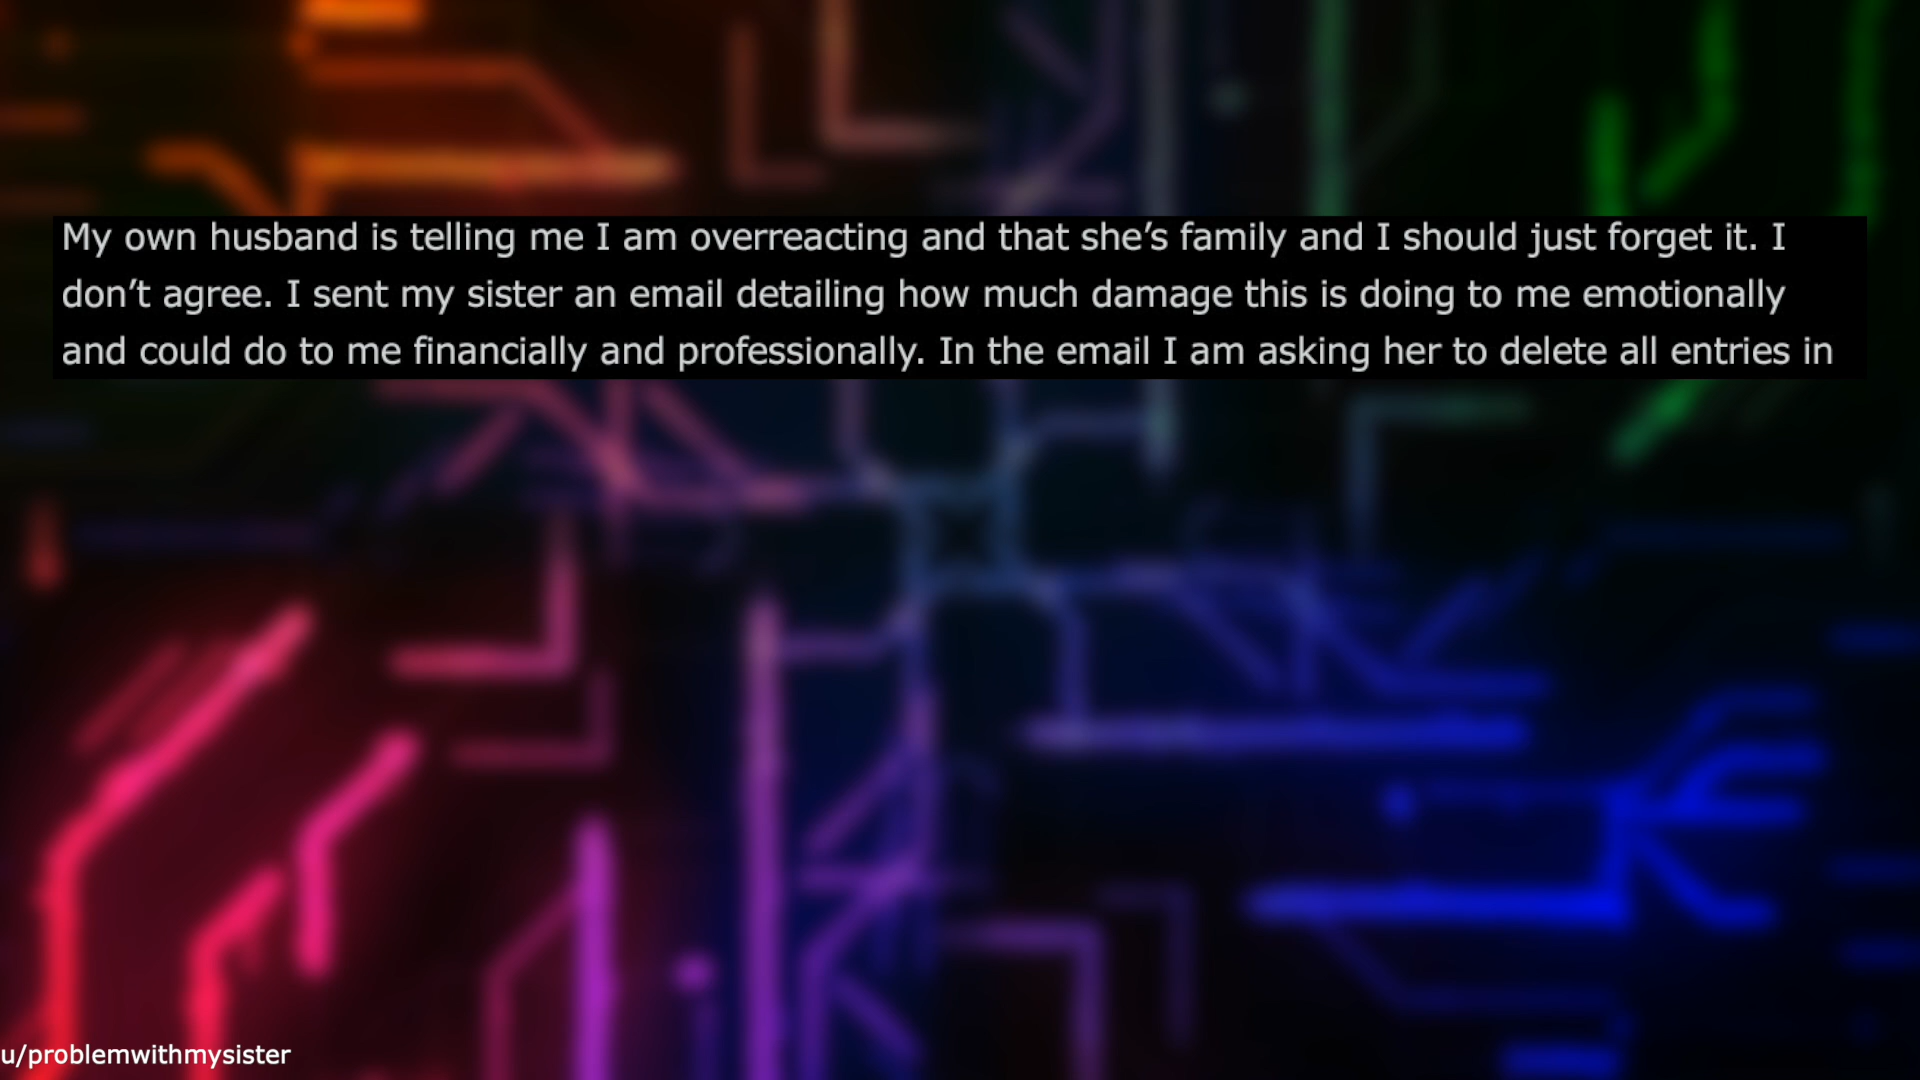 My own husband is telling me I am overreacting and that she’s family and I should just forget it. I
don’t agree. I sent my sister an email detailing how much damage this is doing to me emotionally
and could do to me financially and professionally. In the email I am asking her to delete all entries in
u/problemwithmysister